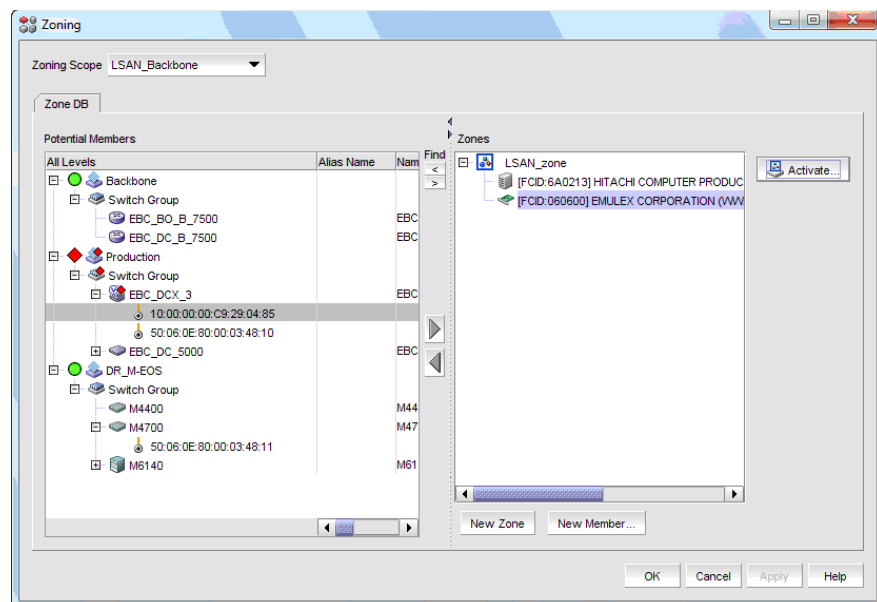 Zoning
Zoning Scope LSAN_Backbone
Zone DB
Potential Members
All Levels Alias Name Nam
Backbone
Switch Group
EBC_BO_B_7500 EBC
EBC_DC_B_7500 EBC
Production
Switch Group
EBC_DCX_3 EBC
10:00:00:00:C9:29:04:85
50:06:0E:80:00:03:48:10
EBC_DC_5000 EBC
DR_M-EOS
Switch Group
M4400 M44
M4700 M47
50:06:0E:80:00:03:48:11
M6140 M61
Find
<
>
Zones
LSAN_zone
[FCID:6A0213] HITACHI COMPUTER PRODUC
[FCID:060600] EMULEX CORPORATION (WW
Activate...
New Zone New Member...
OK Cancel Apply Help